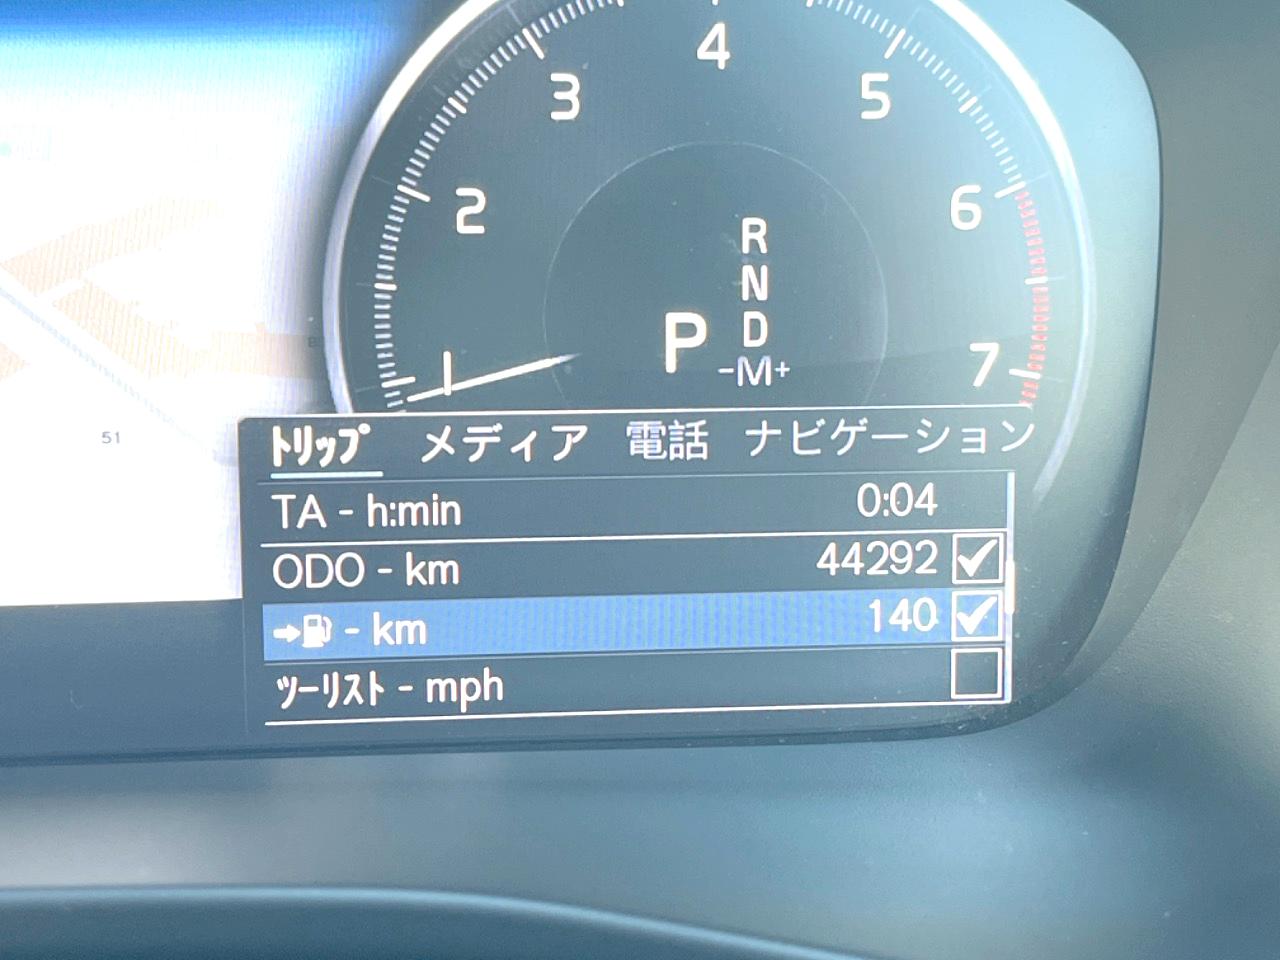 4
3 5
2 6
R
N
P D
1 -M+ 7
51
ﾄﾘｯﾌﾟ メディア 電話 ナビゲーション
TA - h:min 0:04
ODO - km 44292
- km 140
ﾂｰﾘｽﾄ - mph